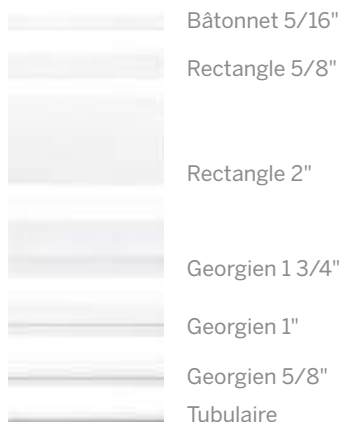 Bâtonnet 5/16"
Rectangle 5/8"
Rectangle 2"
Georgien 1 3/4"
Georgien 1"
Georgien 5/8"
Tubulaire